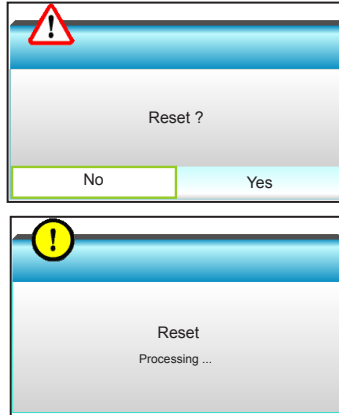 !
Reset ?
No Yes
!
Reset
Processing ...